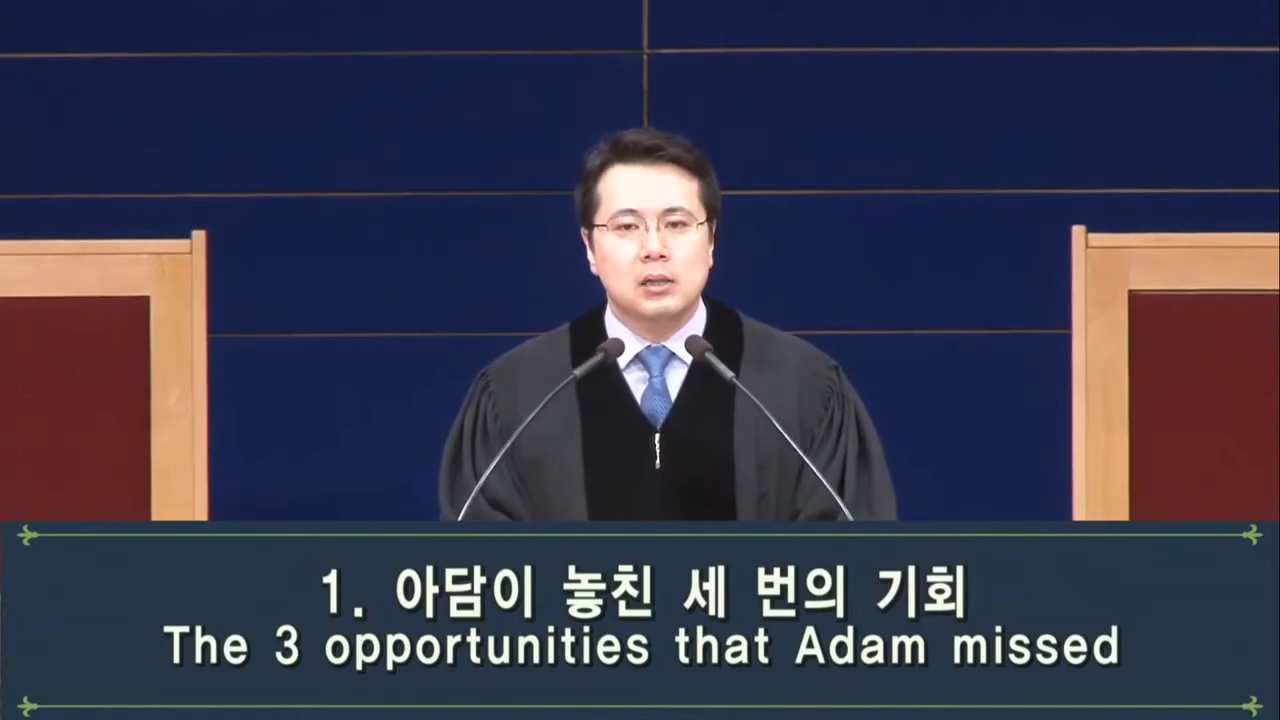 1. 아담이 놓친 세 번의 기회
The 3 opportunities that Adam missed